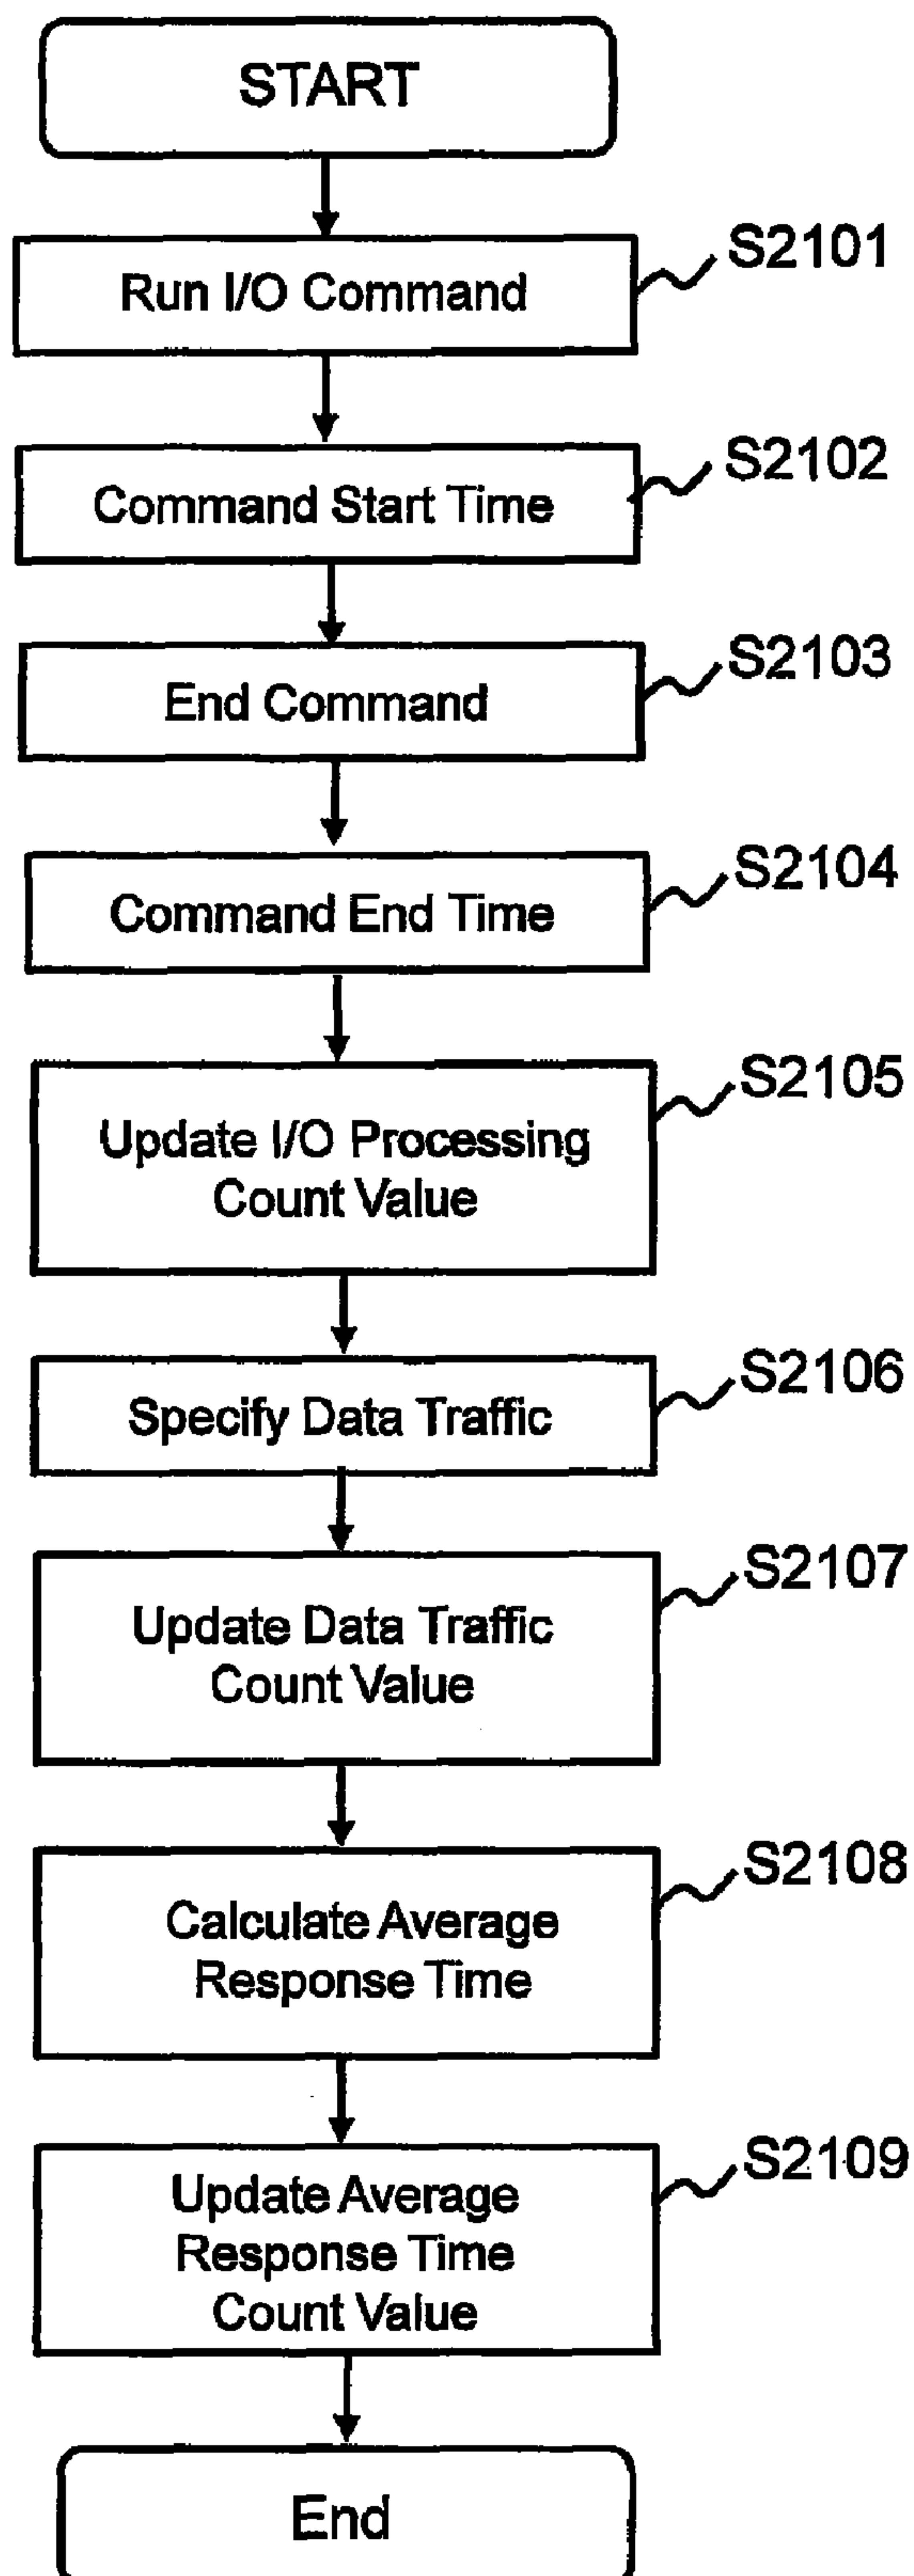 START
S2101
Run I/O Command
S2102
Command Start Time
S2103
End Command
S2104
Command End Time
S2105
Update I/O Processing
Count Value
S2106
Specify Data Traffic
S2107
Update Data Traffic
Count Value
S2108
Calculate Average
Response Time
S2109
Update Average
Response Time
Count Value
End